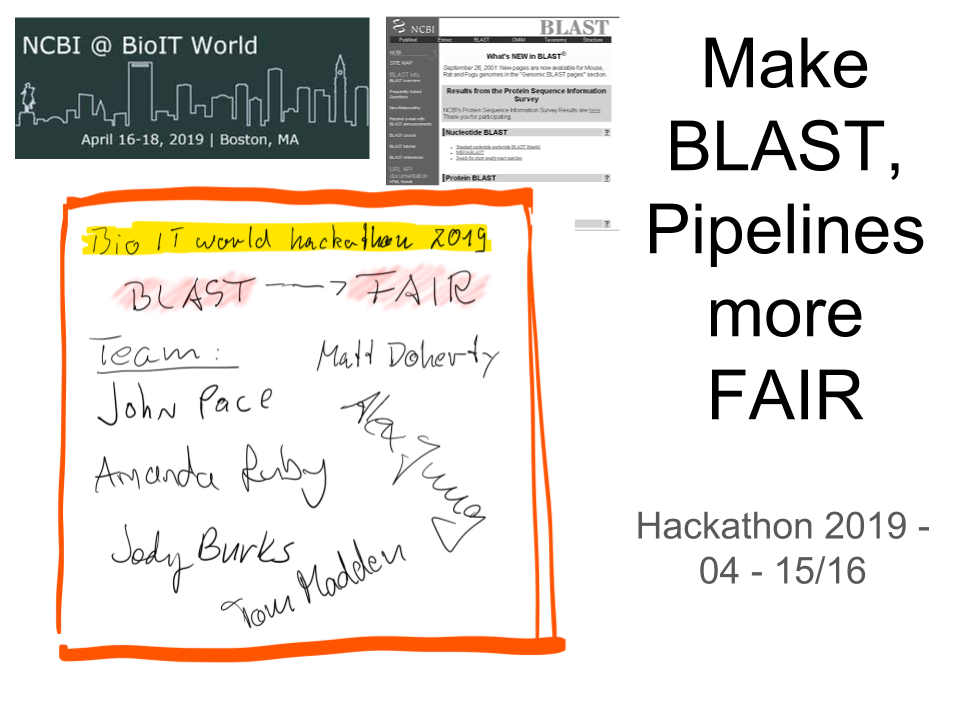 NCBI @ BioIT World
April 16-18, 2019 | Boston, MA
NCBI
BLAST
PubMed Entrez BLAST OMIM Taxonomy Structure
NCBI
SITE MAP
BLAST info
BLAST overview
Frequently Asked
Questions
New/Noteworthy
Receive e-mail with
BLAST announcements
BLAST tutorial
BLAST references
URL API
documentation
HTML format
What's NEW in BLAST®
September 26, 2001: New pages are now available for Mouse,
Rat and Fugu genomes in the "Genomic BLAST pages" section.
Results from the Protein Sequence Information
Survey
NCBI's Protein Sequence Information Survey Results are here.
Thank you for participating.
Nucleotide BLAST ?
Standard nucleotide-nucleotide BLAST [blastn]
MEGABLAST
Search for short nearly exact matches
Protein BLAST ?
?
Make
BLAST,
Pipelines
more
FAIR
Hackathon 2019 -
04 - 15/16
Bio IT world hackathon 2019
BLAST → FAIR
Team:
Matt Doherty
John Pace
Amanda Ruby
Jody Burks
Tom Madden